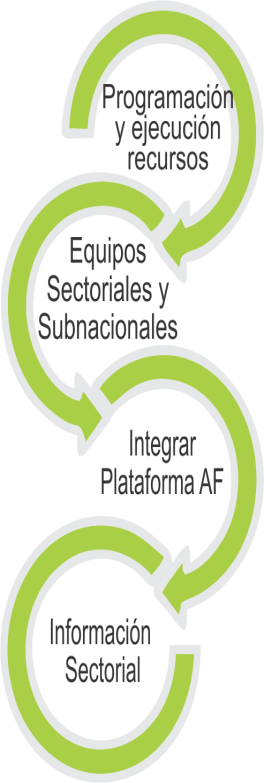 Programación
y ejecución
recursos
Equipos
Sectoriales y
Subnacionales
Integrar
Plataforma AF
Información
Sectorial